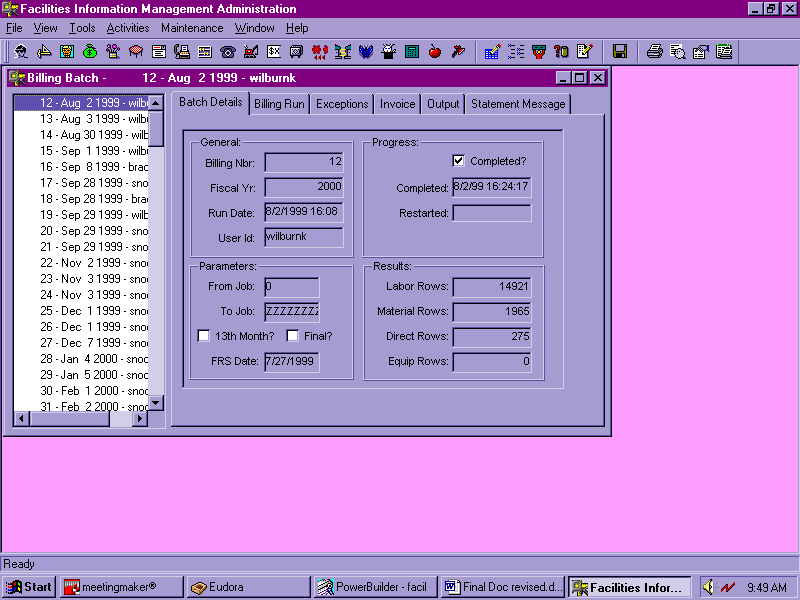 Facilities Information Management Administration
File View Tools Activities Maintenance Window Help
Billing Batch - 12 - Aug 2 1999 - wilburnk
12 - Aug 2 1999 - wilb
13 - Aug 3 1999 - wilb
14 - Aug 30 1999 - wilb
15 - Sep 1 1999 - wilb
16 - Sep 8 1999 - brac
17 - Sep 28 1999 - snoc
18 - Sep 28 1999 - brac
19 - Sep 29 1999 - wilb
20 - Sep 29 1999 - snoc
21 - Sep 29 1999 - snoc
22 - Nov 2 1999 - snoc
23 - Nov 3 1999 - snoc
24 - Nov 3 1999 - snoc
25 - Dec 1 1999 - snoc
26 - Dec 1 1999 - snoc
27 - Dec 7 1999 - snoc
28 - Jan 4 2000 - snoc
29 - Jan 5 2000 - snoc
30 - Feb 1 2000 - snoc
31 - Feb 2 2000 - snoc
Batch Details Billing Run Exceptions Invoice Output Statement Message
General:
Billing Nbr: 12
Fiscal Yr: 2000
Run Date: 8/2/1999 16:08
User Id: wilburnk
Progress:
Completed?
Completed: 8/2/99 16:24:17
Restarted:
Parameters:
From Job: 0
To Job: ZZZZZZZZ
13th Month? Final?
FRS Date: 7/27/1999
Results:
Labor Rows: 14921
Material Rows: 1965
Direct Rows: 275
Equip Rows: 0
Ready
Start meetingmaker® Eudora PowerBuilder - facil Final Doc revised.d... Facilities Infor... 9:49 AM